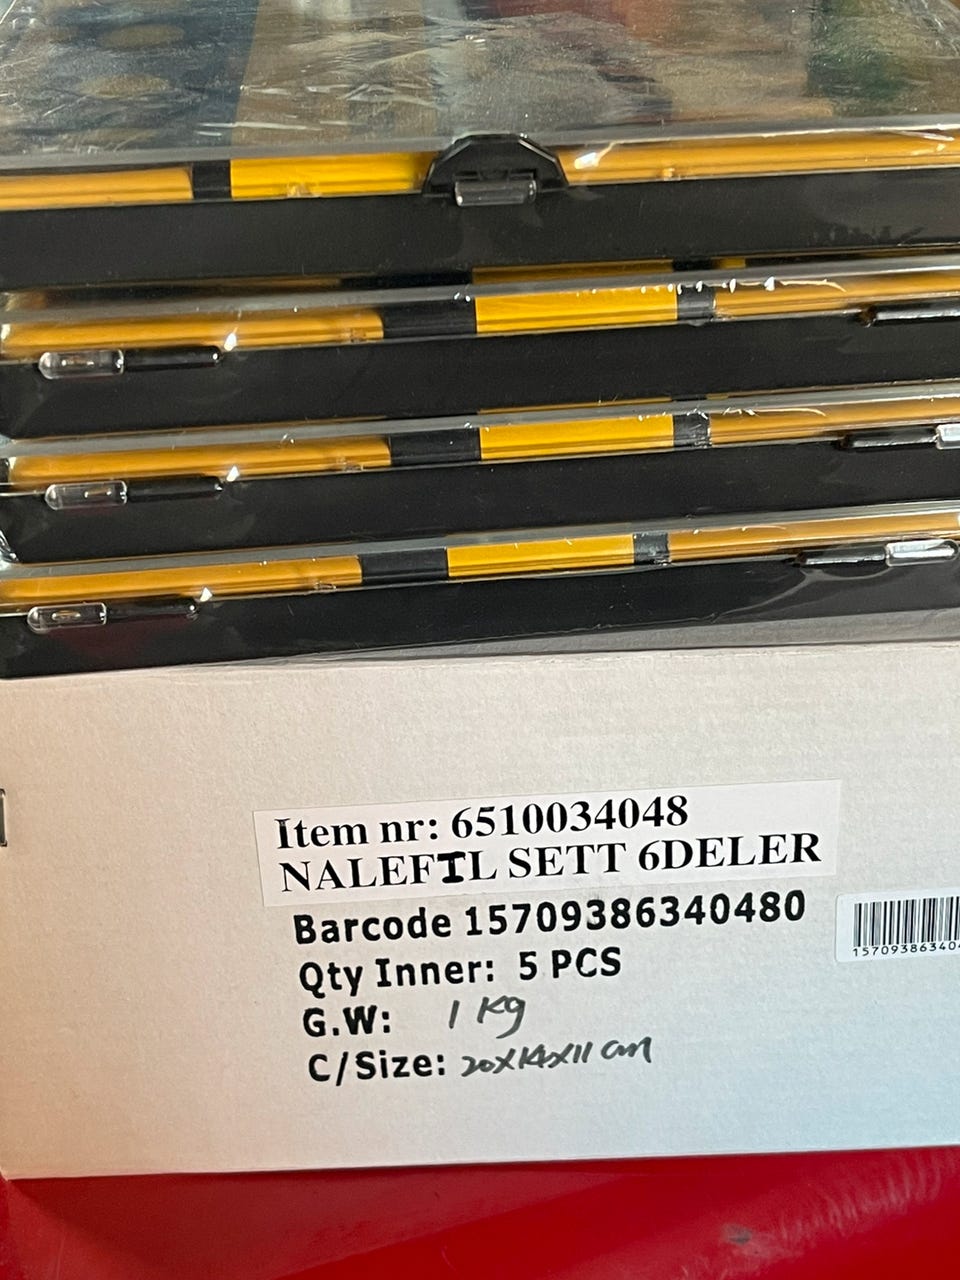 Item nr: 6510034048
NALEFIL SETT 6DELER
Barcode 15709386340480
Qty Inner: 5 PCS
G.W: 1 Kg
C/Size: 20X14X11 cm